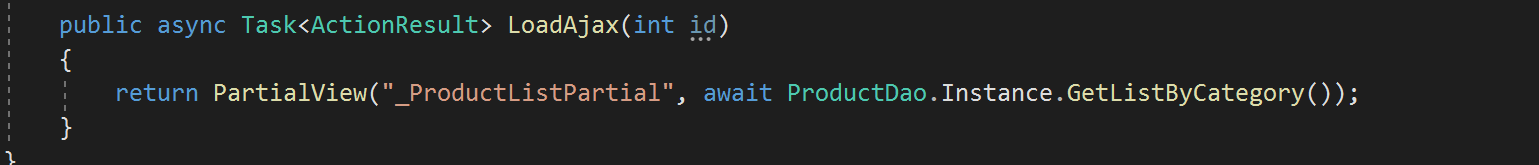 public async Task<ActionResult> LoadAjax(int id)
{
return PartialView("_ProductListPartial", await ProductDao.Instance.GetListByCategory());
}
}